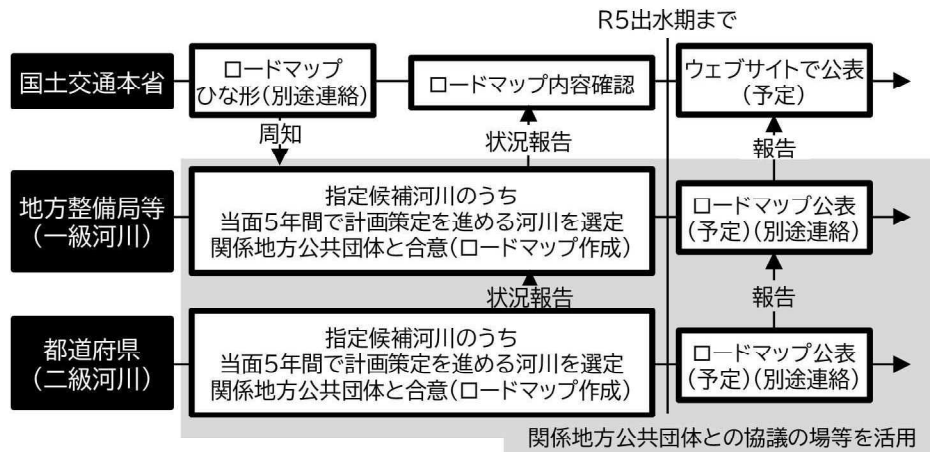 R5出水期まで
国土交通本省
ロードマップ
ひな形(別途連絡)
ロードマップ内容確認
ウェブサイトで公表
(予定)
周知
状況報告
報告
地方整備局等
(一級河川)
指定候補河川のうち
当面5年間で計画策定を進める河川を選定
関係地方公共団体と合意(ロードマップ作成)
ロードマップ公表
(予定)(別途連絡)
状況報告
報告
都道府県
(二級河川)
指定候補河川のうち
当面5年間で計画策定を進める河川を選定
関係地方公共団体と合意(ロードマップ作成)
ロードマップ公表
(予定)(別途連絡)
関係地方公共団体との協議の場等を活用